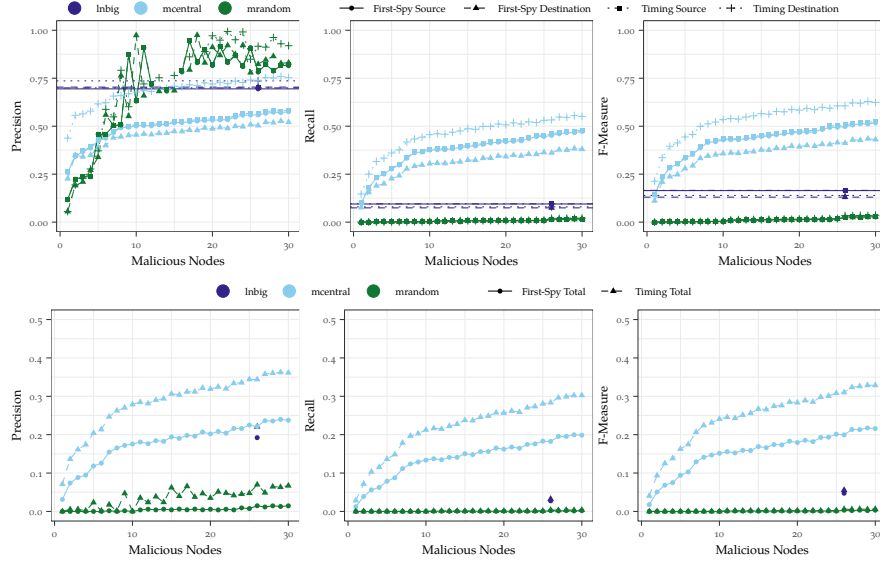 lnbig mcentral mrandom First-Spy Source First-Spy Destination Timing Source Timing Destination
1.00 1.00 1.00
0.75 0.75 0.75
0.50 0.50 0.50
0.25 0.25 0.25
0.00 0.00 0.00
Precision Recall F-Measure
0 10 20 30 0 10 20 30 0 10 20 30
Malicious Nodes Malicious Nodes Malicious Nodes
lnbig mcentral mrandom First-Spy Total Timing Total
0.5 0.5 0.5
0.4 0.4 0.4
0.3 0.3 0.3
0.2 0.2 0.2
0.1 0.1 0.1
0.0 0.0 0.0
Precision Recall F-Measure
0 10 20 30 0 10 20 30 0 10 20 30
Malicious Nodes Malicious Nodes Malicious Nodes